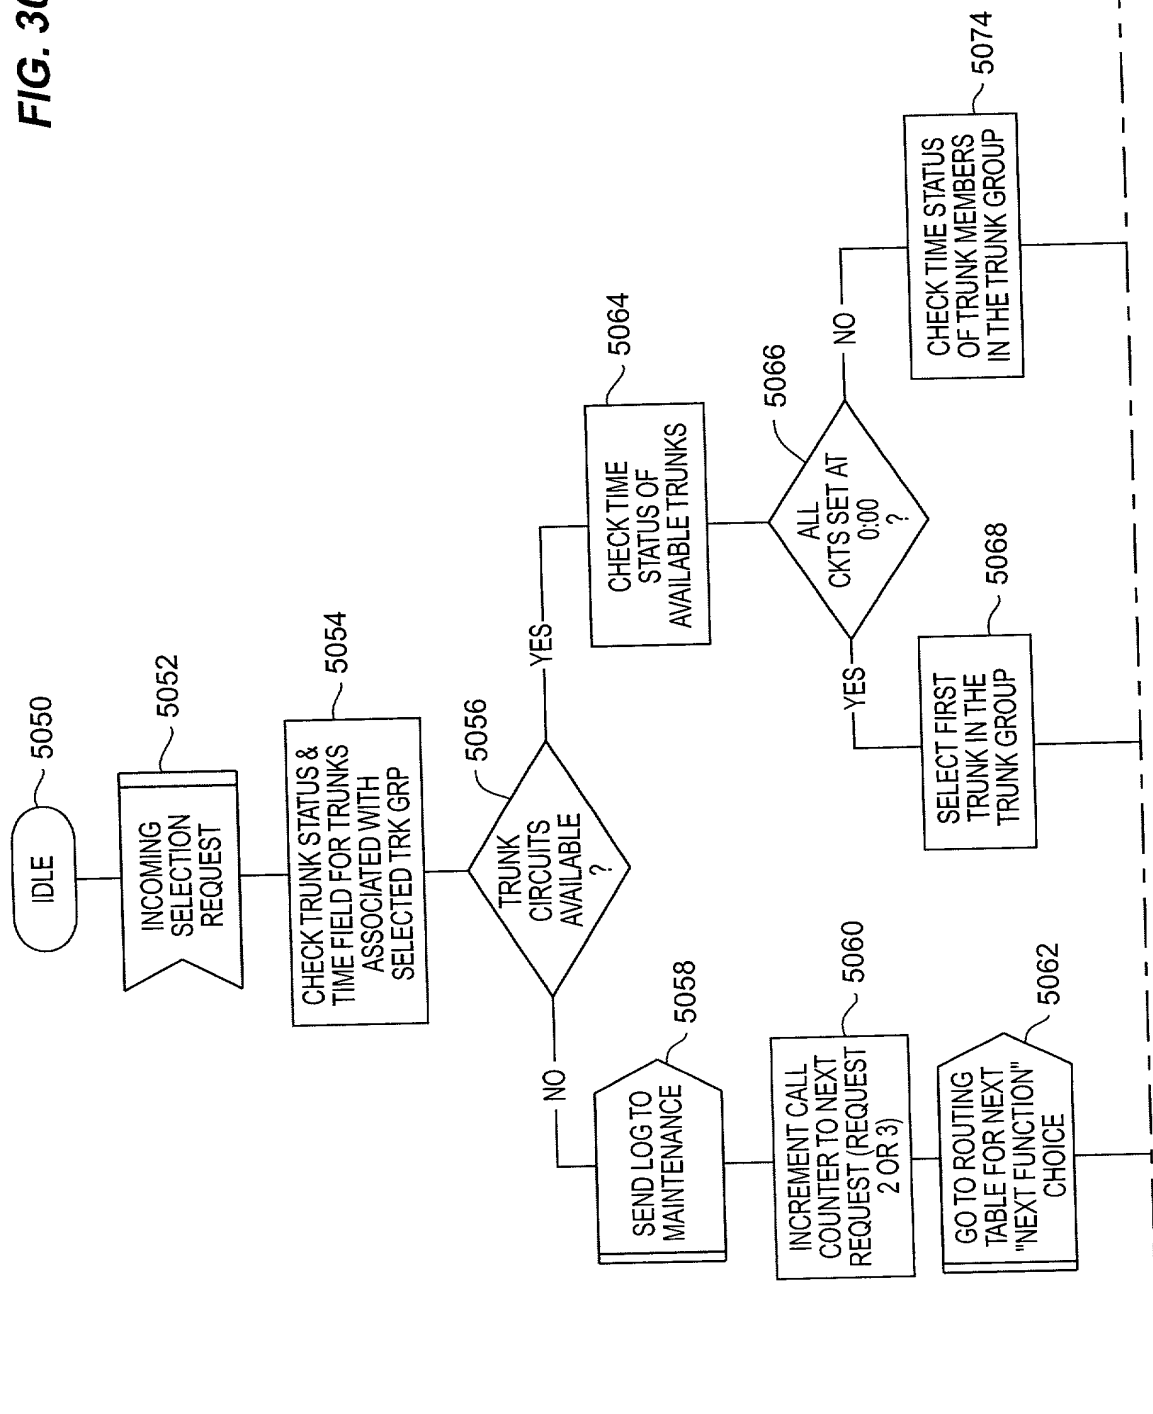 FIG. 30
IDLE
5050
INCOMING
SELECTION
REQUEST
5052
CHECK TRUNK STATUS &
TIME FIELD FOR TRUNKS
ASSOCIATED WITH
SELECTED TRK GRP
5054
TRUNK
CIRCUITS
AVAILABLE
?
5056
NO
YES
SEND LOG TO
MAINTENANCE
5058
INCREMENT CALL
COUNTER TO NEXT
REQUEST (REQUEST
2 OR 3)
5060
GO TO ROUTING
TABLE FOR NEXT
"NEXT FUNCTION"
CHOICE
5062
CHECK TIME
STATUS OF
AVAILABLE TRUNKS
5064
ALL
CKTS SET AT
0:00
?
5066
YES
NO
SELECT FIRST
TRUNK IN THE
TRUNK GROUP
5068
CHECK TIME STATUS
OF TRUNK MEMBERS
IN THE TRUNK GROUP
5074